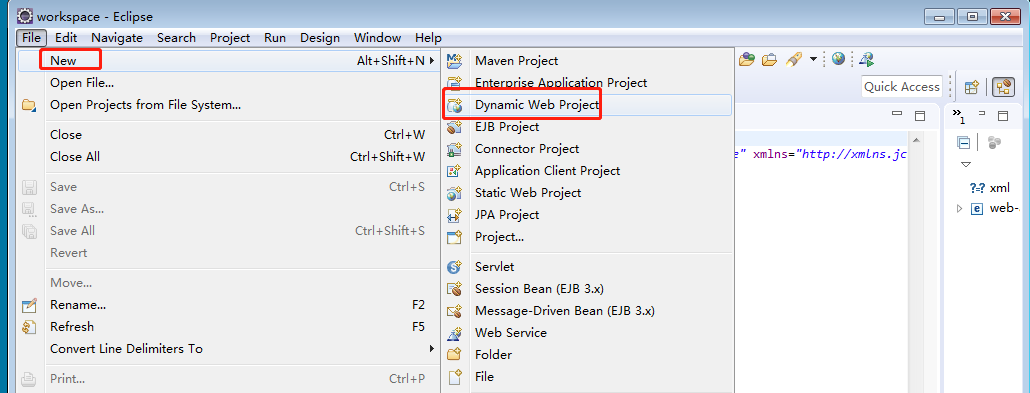 workspace - Eclipse
File Edit Navigate Search Project Run Design Window Help
New Alt+Shift+N
Open File...
Open Projects from File System...
Close Ctrl+W
Close All Ctrl+Shift+W
Save Ctrl+S
Save As...
Save All Ctrl+Shift+S
Revert
Move...
Rename... F2
Refresh F5
Convert Line Delimiters To
Print... Ctrl+P
Maven Project
Enterprise Application Project
Dynamic Web Project
EJB Project
Connector Project
Application Client Project
Static Web Project
JPA Project
Project...
Servlet
Session Bean (EJB 3.x)
Message-Driven Bean (EJB 3.x)
Web Service
Folder
File
Quick Access
e" xmlns="http://xmlns.jc
»1
?=? xml
e web-